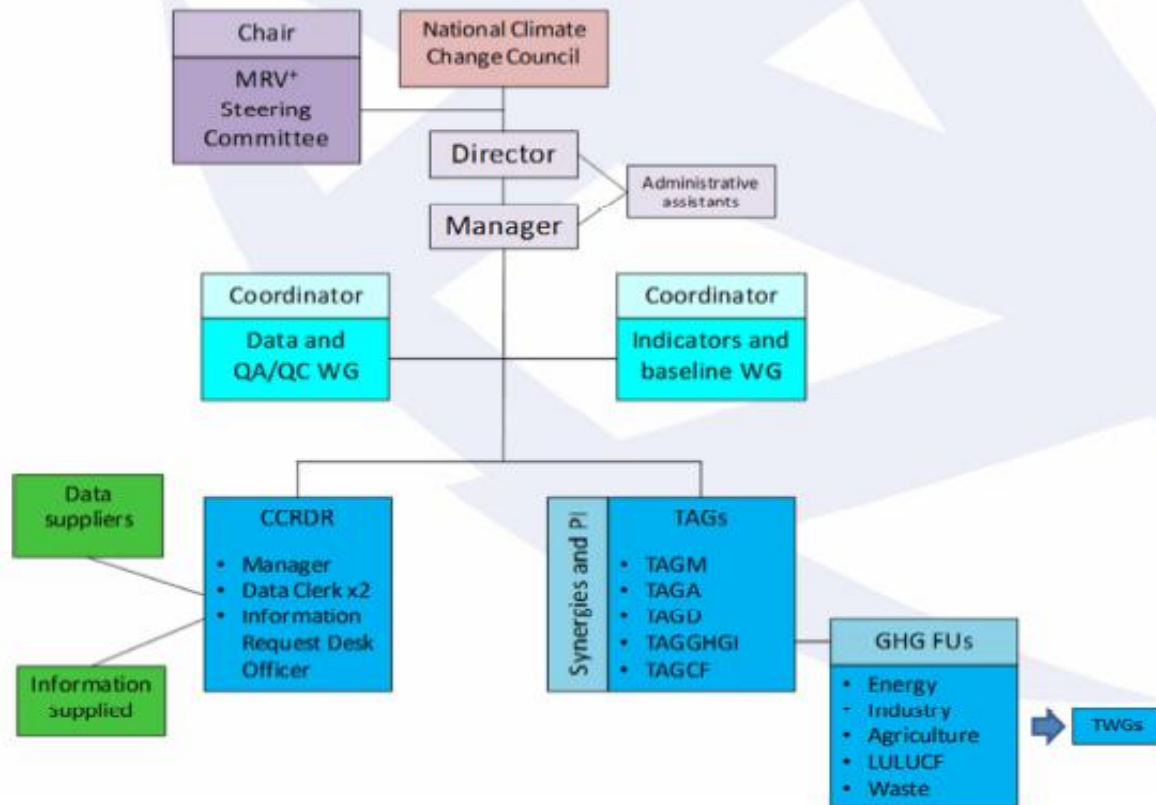 Chair
MRV+
Steering
Committee
National Climate
Change Council
Director
Manager
Administrative
assistants
Coordinator
Data and
QA/QC WG
Coordinator
Indicators and
baseline WG
Data
suppliers
Information
supplied
CCRDR
• Manager
• Data Clerk x2
• Information
Request Desk
Officer
Synergies and PI
TAGs
• TAGM
• TAGA
• TAGD
• TAGGHGI
• TAGCF
GHG FUs
• Energy
• Industry
• Agriculture
• LULUCF
• Waste
TWGs